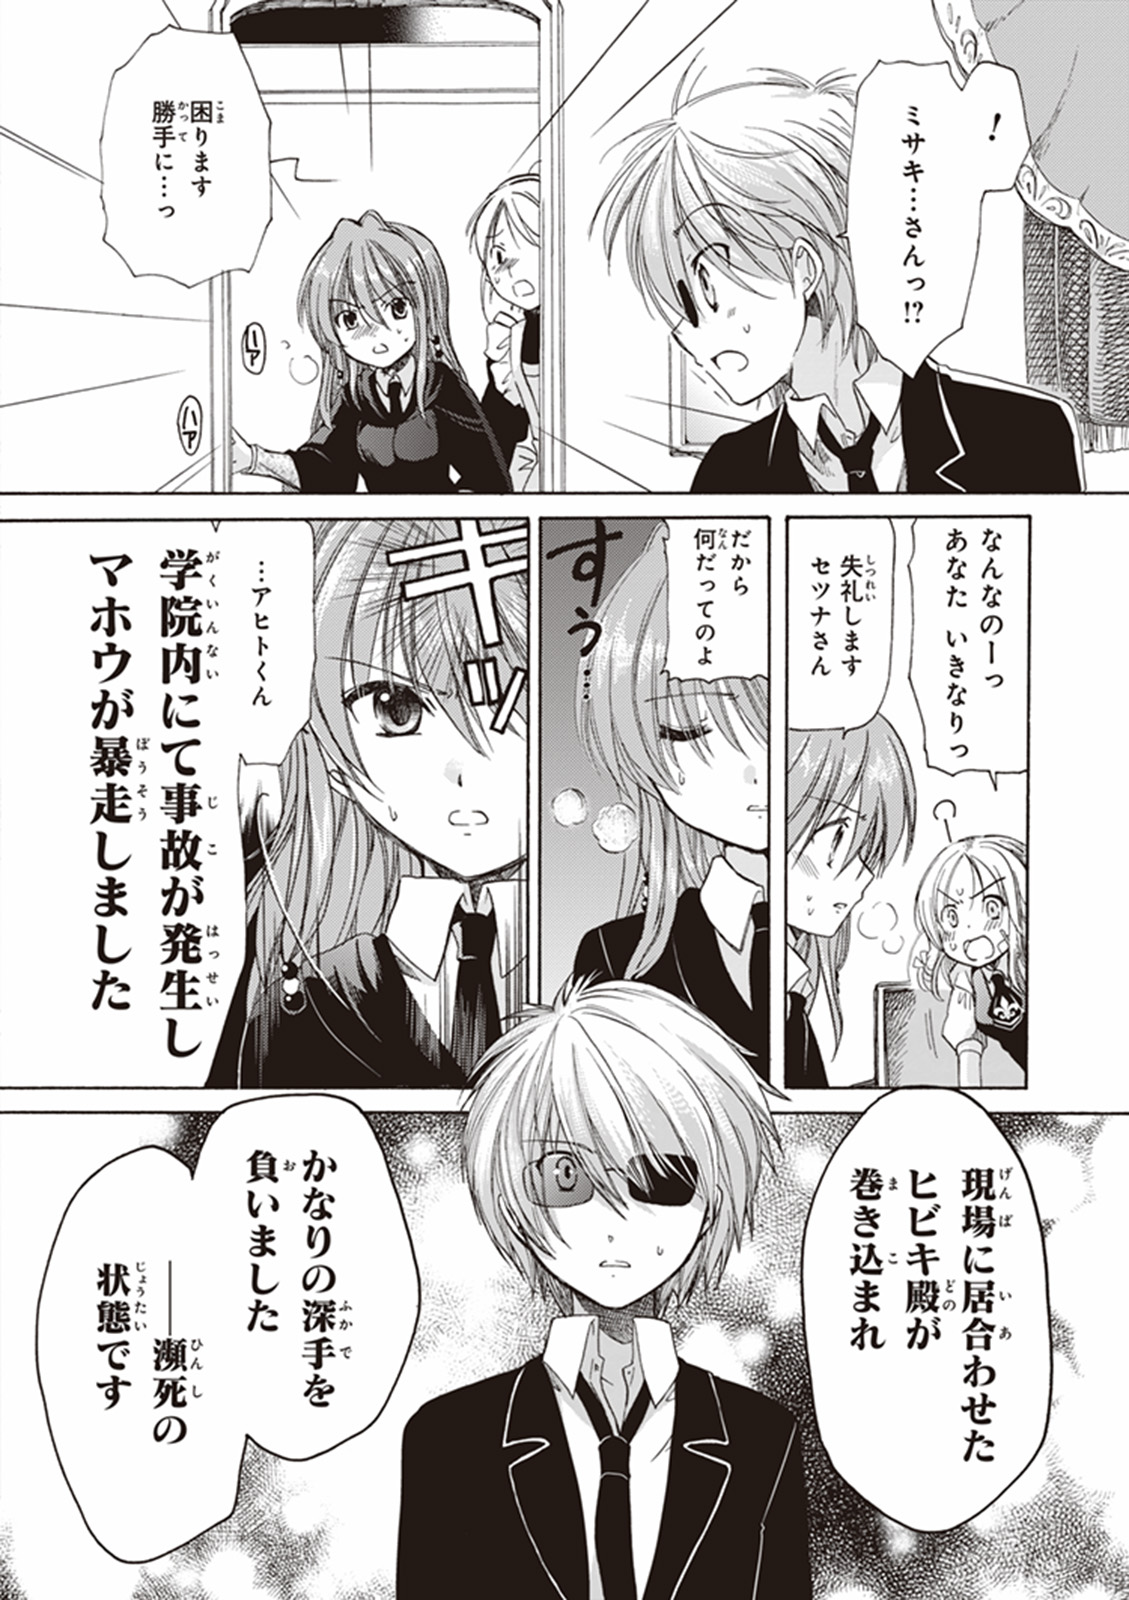 ！
ミサキ…さんっ！？
困ります
勝手に…っ
ハァ
ハァ
なんなのーっ
あなた いきなりっ
失礼します
セツナさん
だから
何だってのよ
すぅ…
キッ
…アヒトくん
学院内にて事故が発生し
マホウが暴走しました
現場に居合わせた
ヒビキ殿が
巻き込まれ
かなりの深手を
負いました
――瀕死の
状態です